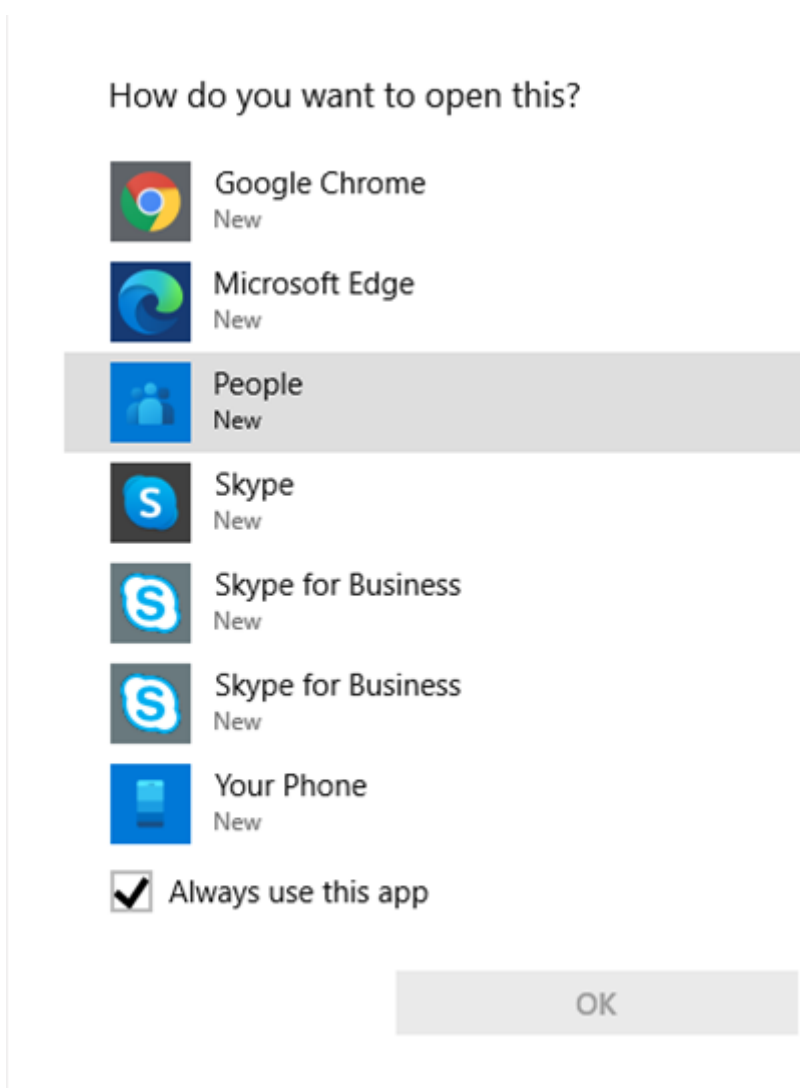 How do you want to open this?
Google Chrome
New
Microsoft Edge
New
People
New
S
Skype
New
S
Skype for Business
New
S
Skype for Business
New
Your Phone
New
Always use this app
OK